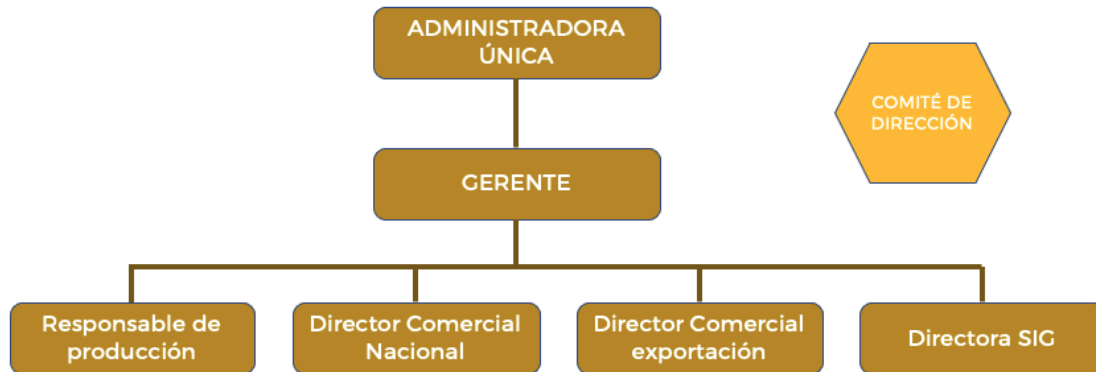 ADMINISTRADORA
ÚNICA
COMITÉ DE
DIRECCIÓN
GERENTE
Responsable de
producción
Director Comercial
Nacional
Director Comercial
exportación
Directora SIG